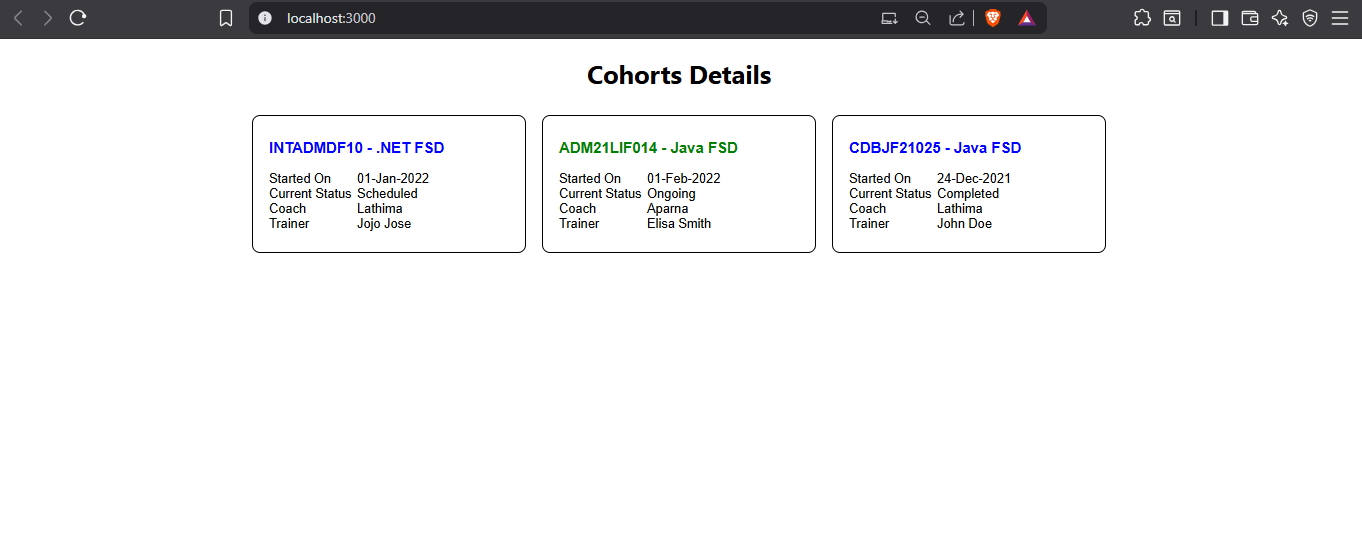 localhost:3000
Cohorts Details
INTADMDF10 - .NET FSD
Started On 01-Jan-2022
Current Status Scheduled
Coach Lathima
Trainer Jojo Jose
ADM21LIF014 - Java FSD
Started On 01-Feb-2022
Current Status Ongoing
Coach Aparna
Trainer Elisa Smith
CDBJF21025 - Java FSD
Started On 24-Dec-2021
Current Status Completed
Coach Lathima
Trainer John Doe